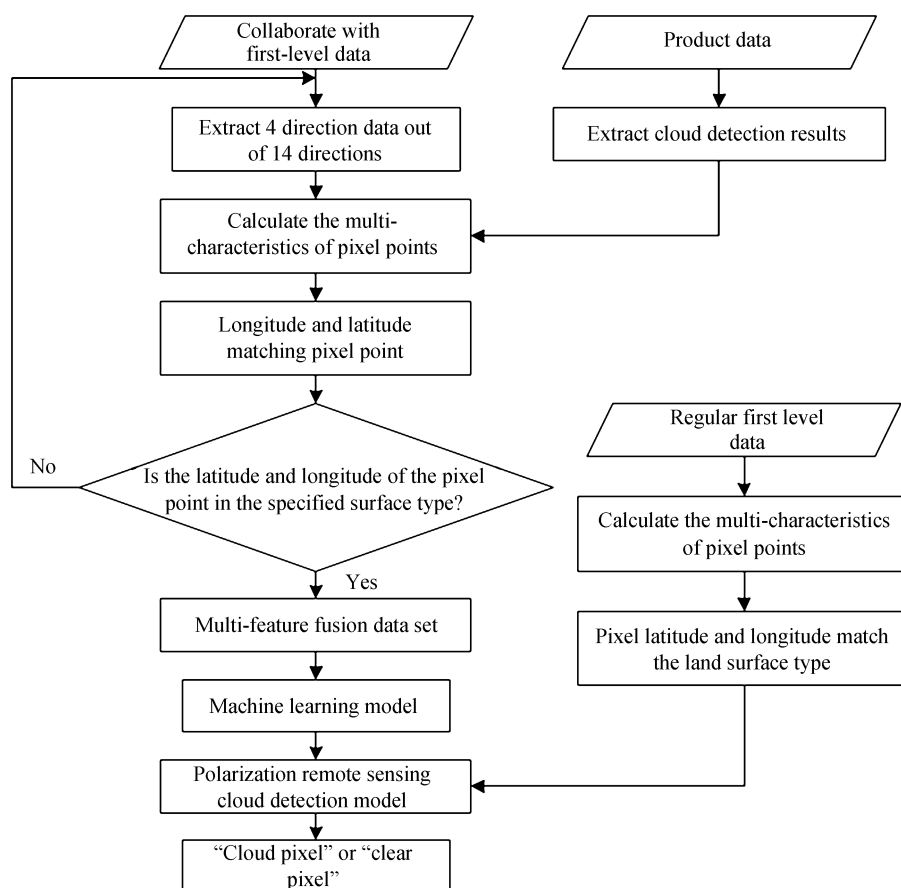 Collaborate with
first-level data
Product data
Extract 4 direction data out
of 14 directions
Extract cloud detection results
Calculate the multi-
characteristics of pixel points
Longitude and latitude
matching pixel point
Regular first level
data
No
Is the latitude and longitude of the pixel
point in the specified surface type?
Calculate the multi-characteristics
of pixel points
Yes
Multi-feature fusion data set
Pixel latitude and longitude match
the land surface type
Machine learning model
Polarization remote sensing
cloud detection model
“Cloud pixel” or “clear
pixel”